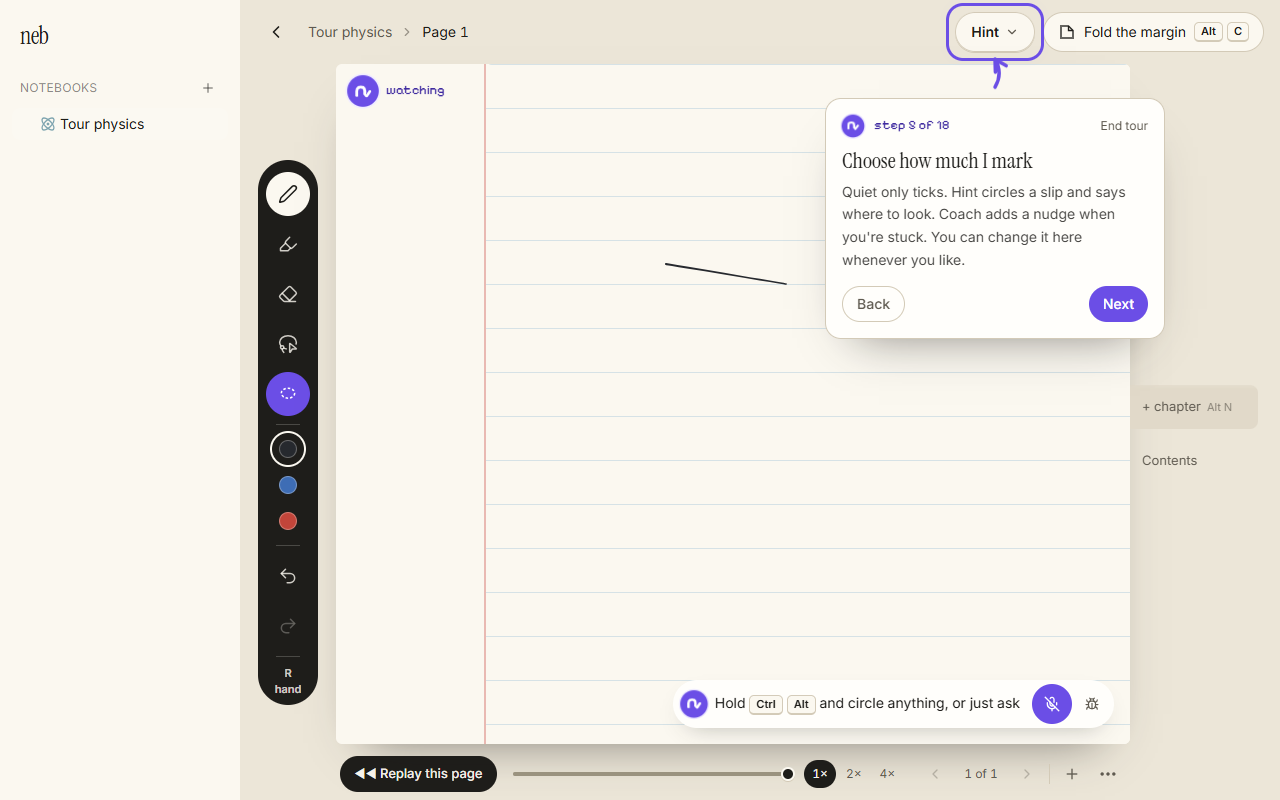 neb
NOTEBOOKS
Tour physics
Tour physics > Page 1
Hint
Fold the margin Alt C
watching
step 8 of 18
End tour
Choose how much I mark
Quiet only ticks. Hint circles a slip and says
where to look. Coach adds a nudge when
you're stuck. You can change it here
whenever you like.
Back
Next
+ chapter Alt N
Contents
R
hand
Hold Ctrl Alt and circle anything, or just ask
Replay this page
1×
2×
4×
1 of 1